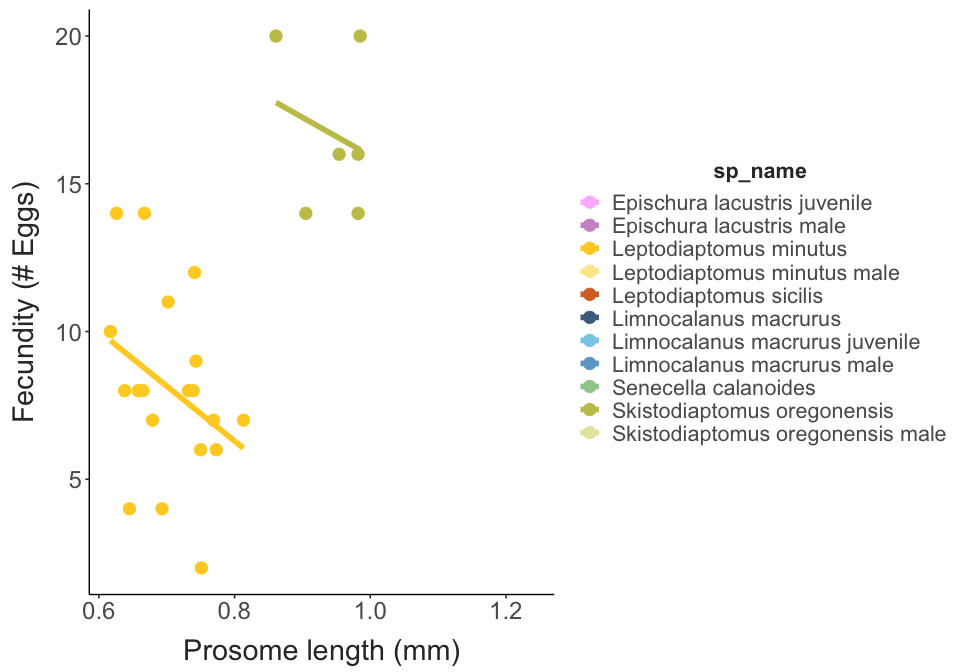 20
15
10
5
Fecundity (# Eggs)
0.6 0.8 1.0 1.2
Prosome length (mm)
sp_name
Epischura lacustris juvenile
Epischura lacustris male
Leptodiaptomus minutus
Leptodiaptomus minutus male
Leptodiaptomus sicilis
Limnocalanus macrurus
Limnocalanus macrurus juvenile
Limnocalanus macrurus male
Senecella calanoides
Skistodiaptomus oregonensis
Skistodiaptomus oregonensis male